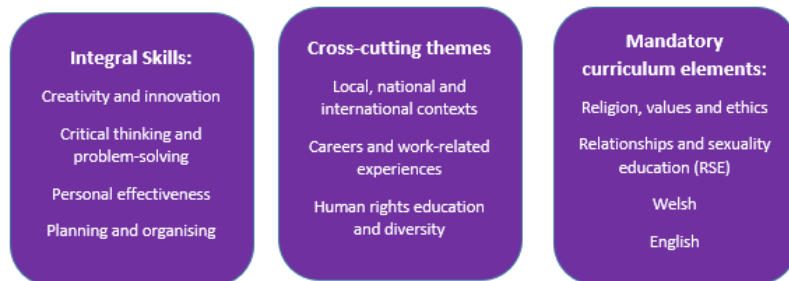 Integral Skills:
Creativity and innovation
Critical thinking and
problem-solving
Personal effectiveness
Planning and organising
Cross-cutting themes
Local, national and
international contexts
Careers and work-related
experiences
Human rights education
and diversity
Mandatory
curriculum elements:
Religion, values and ethics
Relationships and sexuality
education (RSE)
Welsh
English